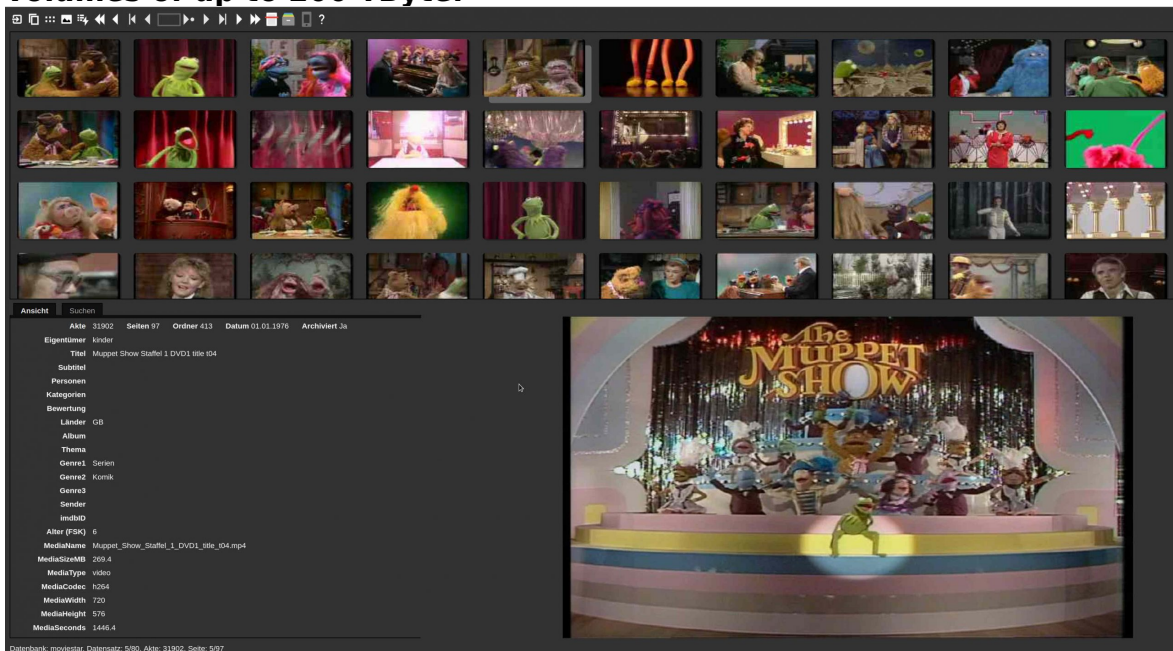 volumes of up to 200 TByte.
?
Ansicht Suchen
Akte 31902 Seiten 97 Ordner 413 Datum 01.01.1976 Archiviert Ja
Eigentümer kinder
Titel Muppet Show Staffel 1 DVD1 title t04
Subtitel
Personen
Kategorien
Bewertung
Länder GB
Album
Thema
Genre1 Serien
Genre2 Komik
Genre3
Sender
imdbID
Alter (FSK) 6
MediaName Muppet_Show_Staffel_1_DVD1_title_t04.mp4
MediaSizeMB 269.4
MediaType video
MediaCodec h264
MediaWidth 720
MediaHeight 576
MediaSeconds 1446.4
The
MUPPET
SHOW
Datenbank: moviestar, Datensatz: 5/80, Akte: 31902, Seite: 5/97